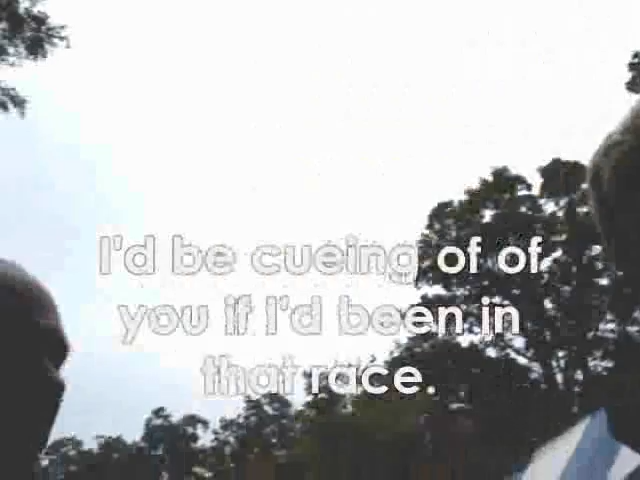 I'd be cueing of of
you if I'd been in
that race.